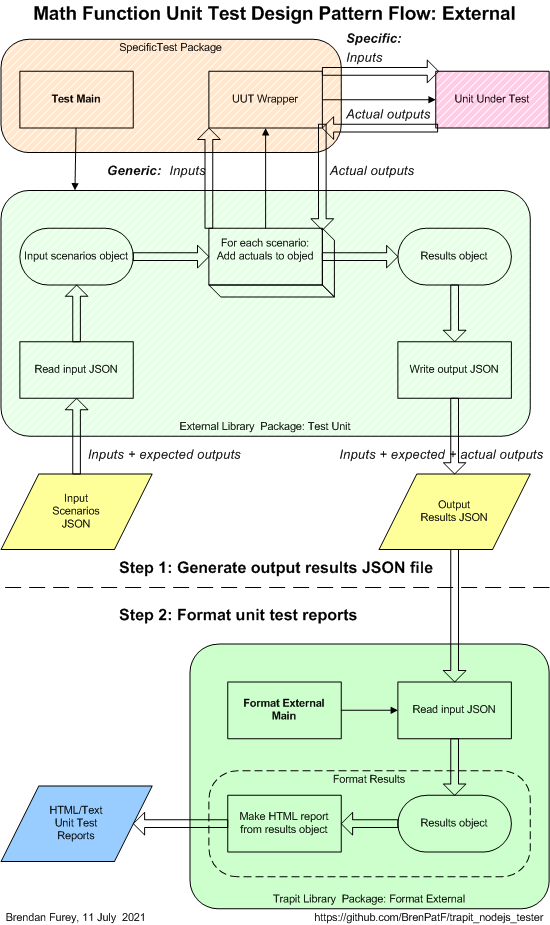 Math Function Unit Test Design Pattern Flow: External
SpecificTest Package
Specific:
Inputs
Test Main
UUT Wrapper
Unit Under Test
Actual outputs
Generic: Inputs
Actual outputs
Input scenarios object
For each scenario:
Add actuals to objed
Results object
Read input JSON
Write output JSON
External Library Package: Test Unit
Inputs + expected outputs
Inputs + expected + actual outputs
Input
Scenarios
JSON
Output
Results JSON
Step 1: Generate output results JSON file
Step 2: Format unit test reports
Format External
Main
Read input JSON
Format Results
HTML/Text
Unit Test
Reports
Make HTML report
from results object
Results object
Trapit Library Package: Format External
Brendan Furey, 11 July 2021
https://github.com/BrenPatF/trapit_nodejs_tester